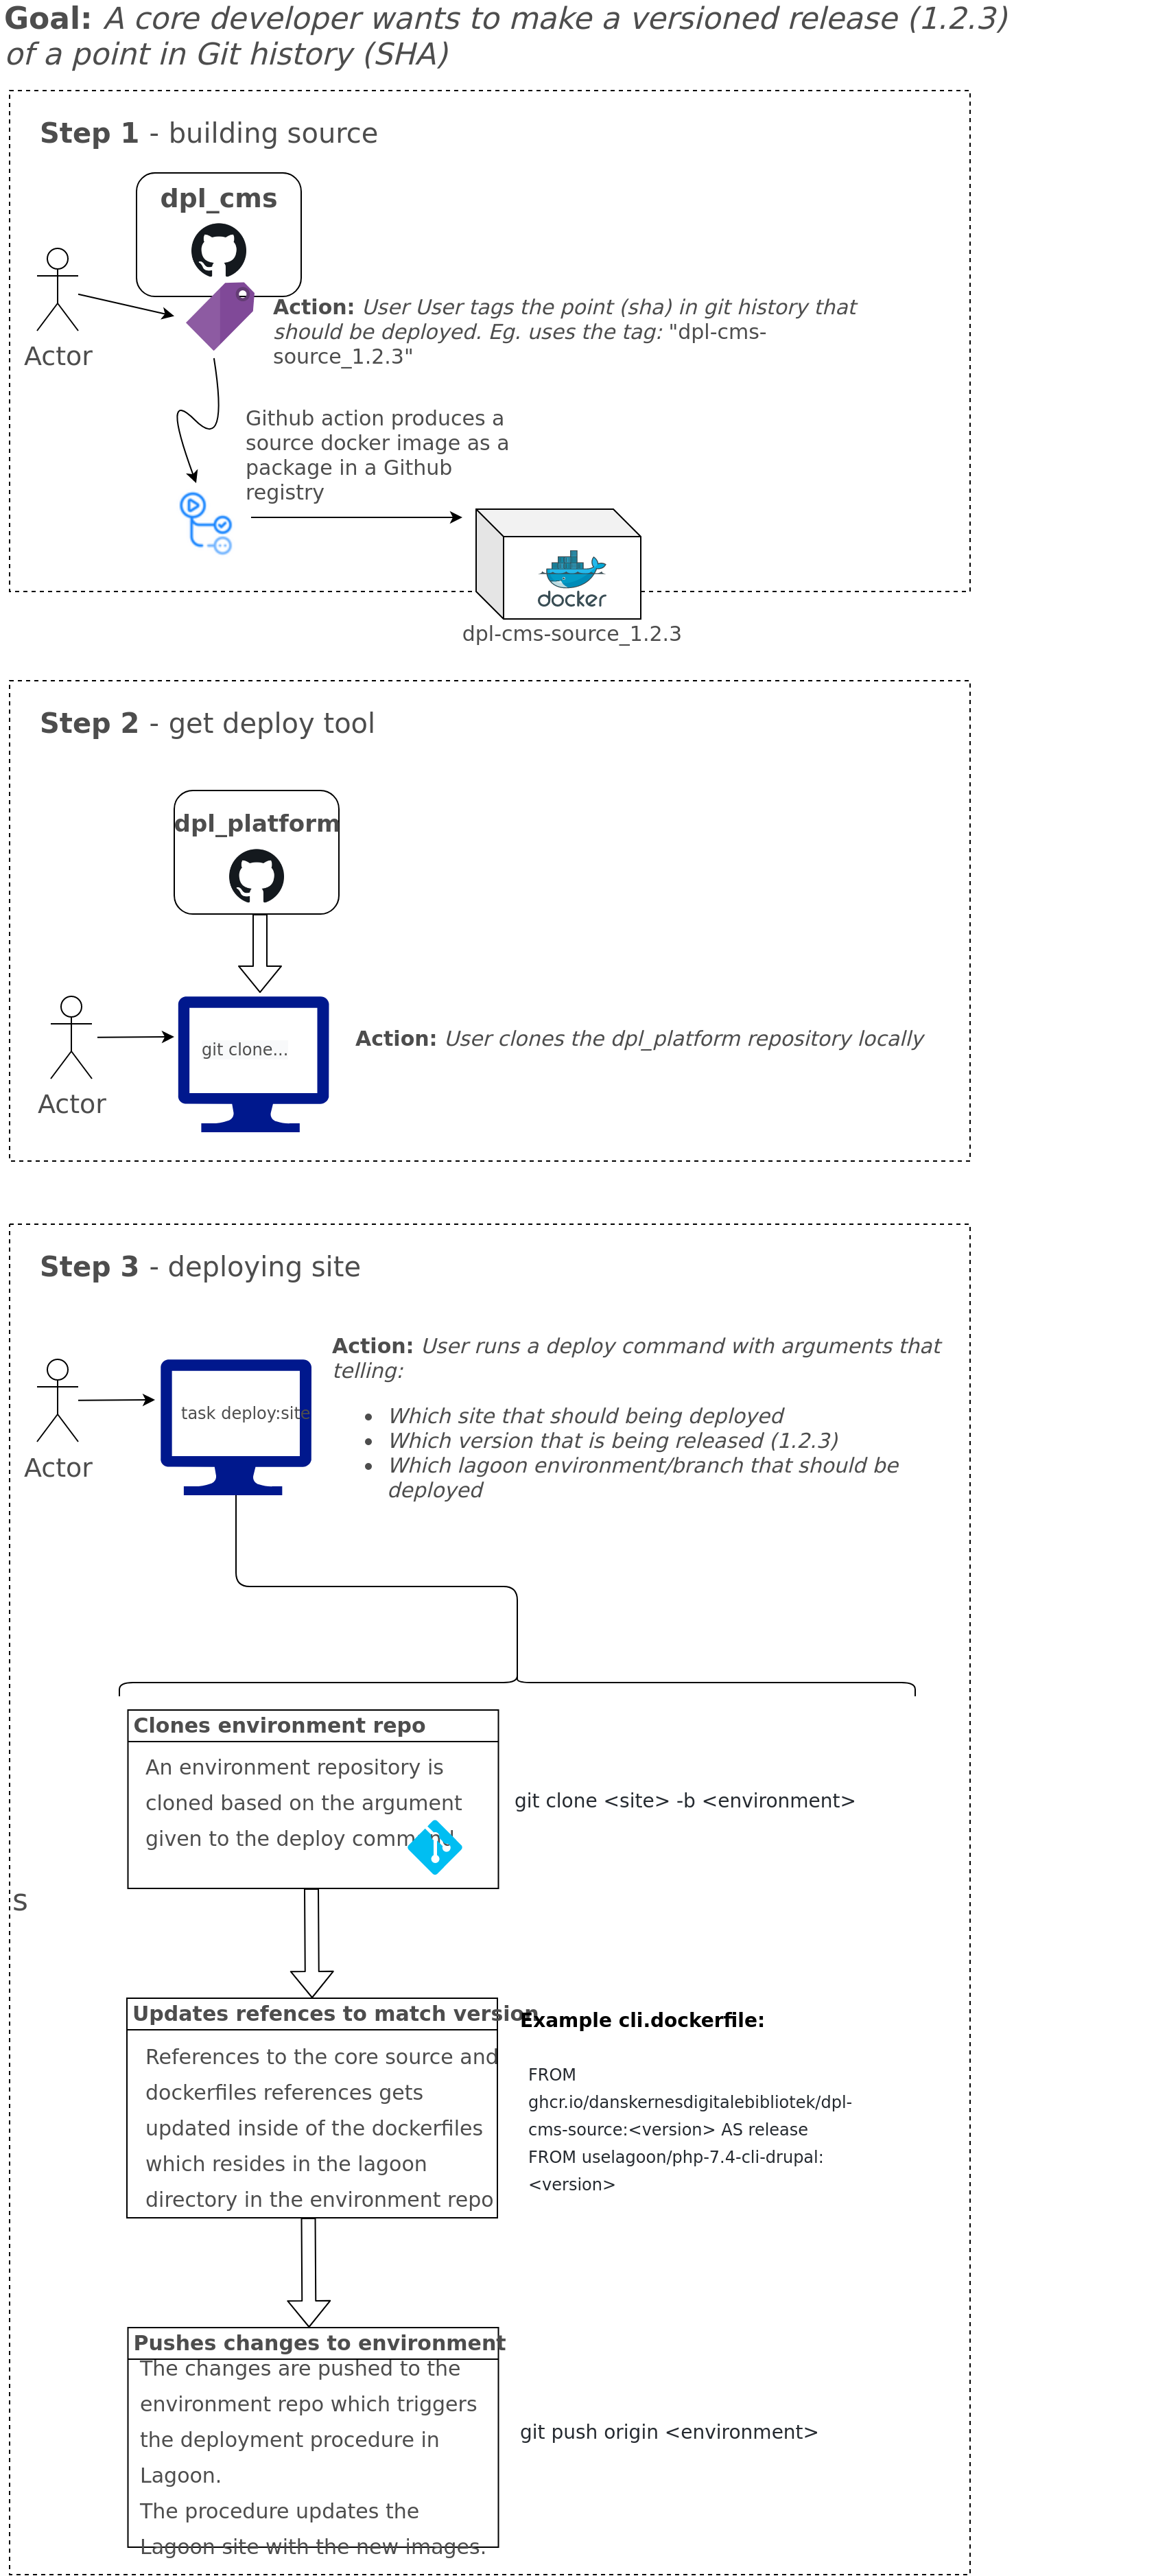 Goal: A core developer wants to make a versioned release (1.2.3)
of a point in Git history (SHA)
Step 1 - building source
dpl_cms
Actor
Action: User User tags the point (sha) in git history that
should be deployed. Eg. uses the tag: "dpl-cms-
source_1.2.3"
Github action produces a
source docker image as a
package in a Github
registry
docker
dpl-cms-source_1.2.3
Step 2 - get deploy tool
dpl_platform
git clone...
Actor
Action: User clones the dpl_platform repository locally
Step 3 - deploying site
Actor
task deploy:site
Action: User runs a deploy command with arguments that
telling:
• Which site that should being deployed
• Which version that is being released (1.2.3)
• Which lagoon environment/branch that should be
deployed
Clones environment repo
An environment repository is
cloned based on the argument
given to the deploy command
git clone <site> -b <environment>
s
Updates refences to match version
References to the core source and
dockerfiles references gets
updated inside of the dockerfiles
which resides in the lagoon
directory in the environment repo
Example cli.dockerfile:
FROM
ghcr.io/danskernesdigitalebibliotek/dpl-
cms-source:<version> AS release
FROM uselagoon/php-7.4-cli-drupal:
<version>
Pushes changes to environment
The changes are pushed to the
environment repo which triggers
the deployment procedure in
Lagoon.
The procedure updates the
Lagoon site with the new images.
git push origin <environment>